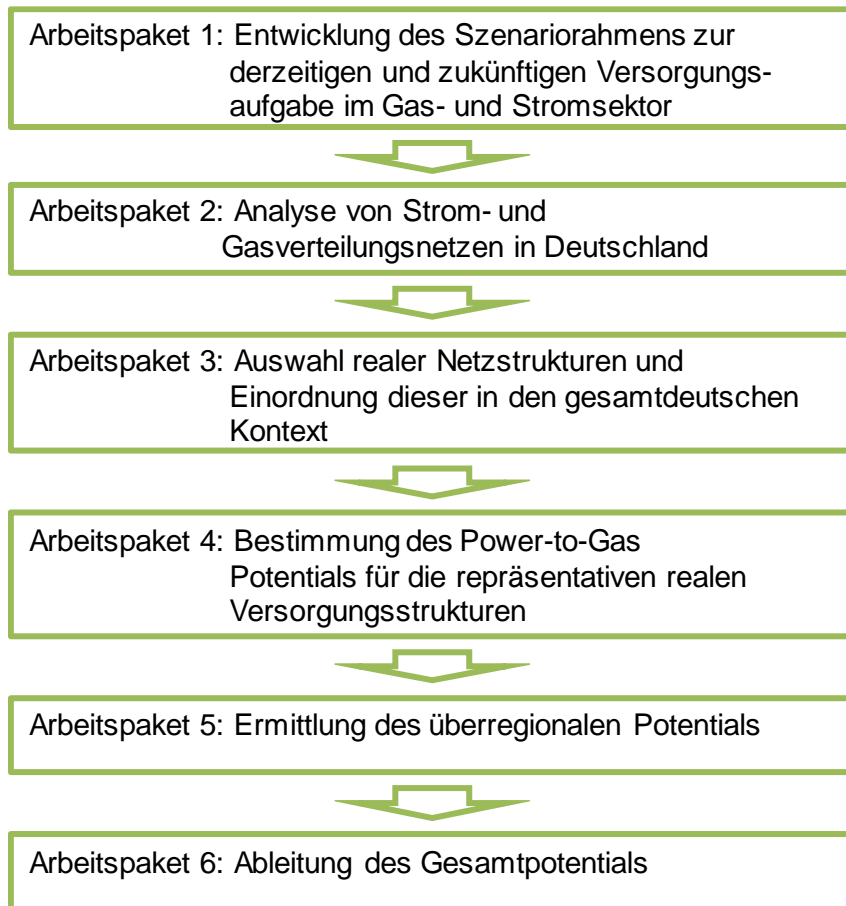 Arbeitspaket 1: Entwicklung des Szenariorahmens zur
derzeitigen und zukünftigen Versorgungs-
aufgabe im Gas- und Stromsektor
Arbeitspaket 2: Analyse von Strom- und
Gasverteilungsnetzen in Deutschland
Arbeitspaket 3: Auswahl realer Netzstrukturen und
Einordnung dieser in den gesamtdeutschen
Kontext
Arbeitspaket 4: Bestimmung des Power-to-Gas
Potentials für die repräsentativen realen
Versorgungsstrukturen
Arbeitspaket 5: Ermittlung des überregionalen Potentials
Arbeitspaket 6: Ableitung des Gesamtpotentials